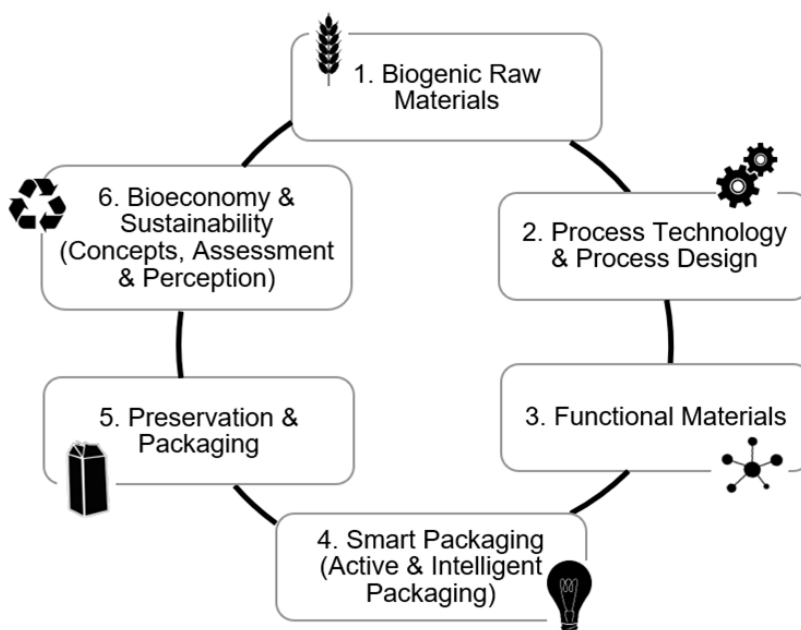 1. Biogenic Raw
Materials
2. Process Technology
& Process Design
3. Functional Materials
4. Smart Packaging
(Active & Intelligent
Packaging)
5. Preservation &
Packaging
6. Bioeconomy &
Sustainability
(Concepts, Assessment
& Perception)